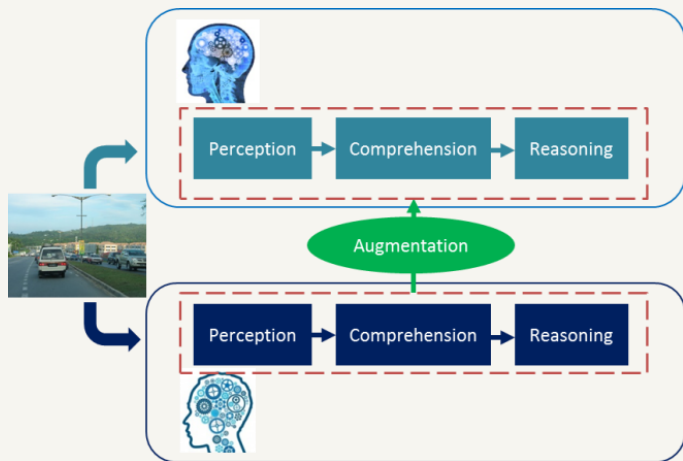 Perception
Comprehension
Reasoning
Augmentation
Perception
Comprehension
Reasoning